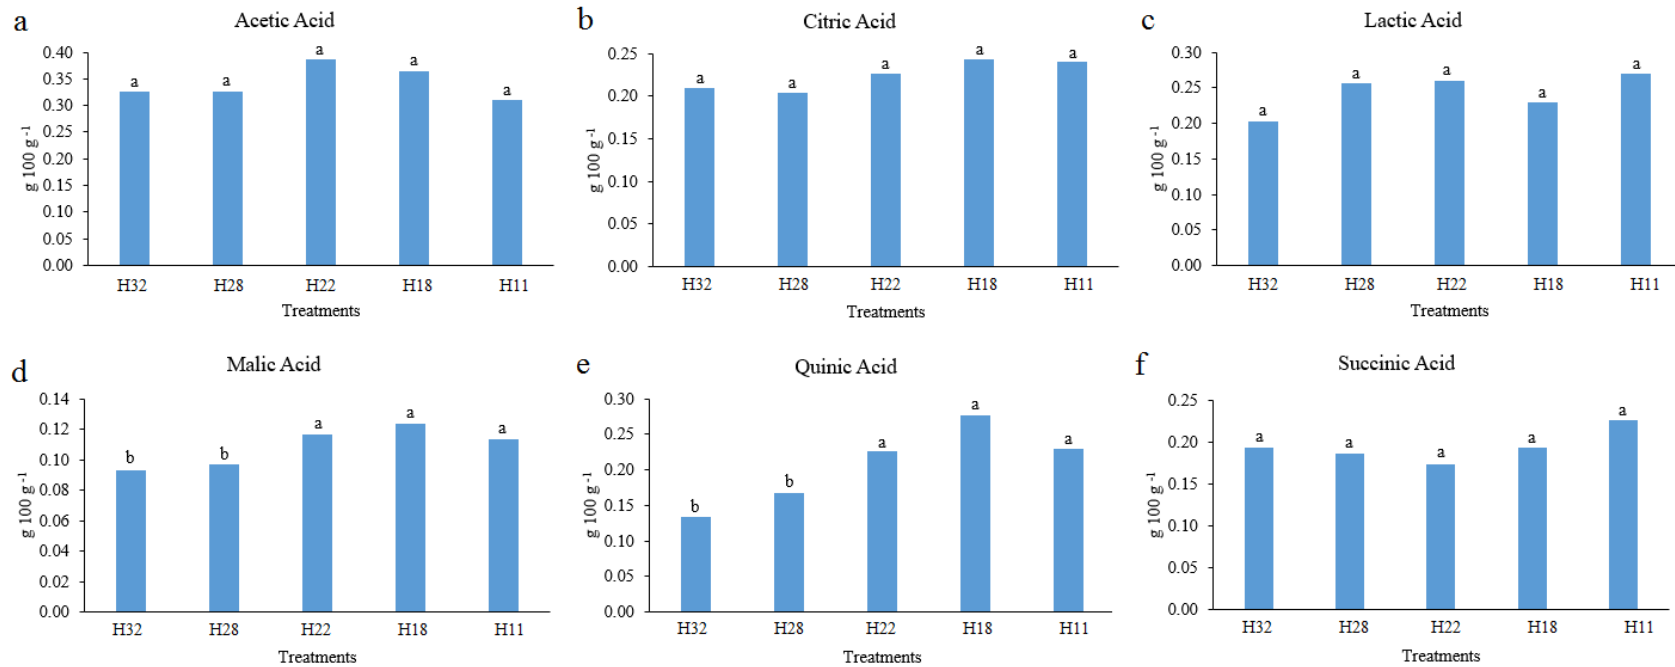 a
Acetic Acid
g 100 g -1
0.40
0.35
0.30
0.25
0.20
0.15
0.10
0.05
0.00
a
a
a
a
a
H32
H28
H22
H18
H11
Treatments
b
Citric Acid
g 100 g -1
0.25
0.20
0.15
0.10
0.05
0.00
a
a
a
a
a
H32
H28
H22
H18
H11
Treatments
c
Lactic Acid
g 100 g -1
0.30
0.25
0.20
0.15
0.10
0.05
0.00
a
a
a
a
a
H32
H28
H22
H18
H11
Treatments
d
Malic Acid
g 100 g -1
0.14
0.12
0.10
0.08
0.06
0.04
0.02
0.00
b
b
a
a
a
H32
H28
H22
H18
H11
Treatments
e
Quinic Acid
g 100 g -1
0.30
0.25
0.20
0.15
0.10
0.05
0.00
b
b
a
a
a
H32
H28
H22
H18
H11
Treatments
f
Succinic Acid
g 100 g -1
0.25
0.20
0.15
0.10
0.05
0.00
a
a
a
a
a
H32
H28
H22
H18
H11
Treatments